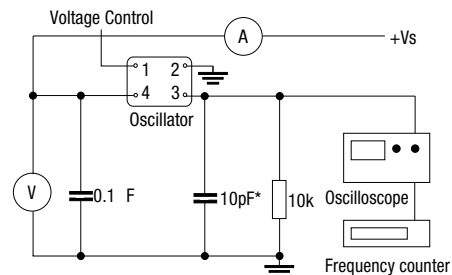 Voltage Control
A
+Vs
1 2
4 3
Oscillator
V
0.1 F
10pF*
10k
Oscilloscope
Frequency counter